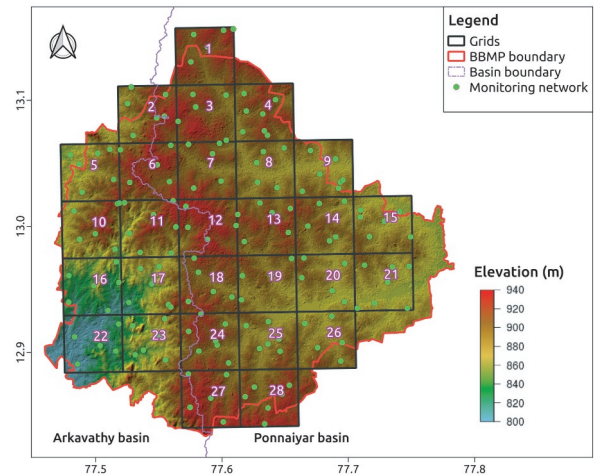 Legend
Grids
BBMP boundary
Basin boundary
Monitoring network
1
2 3 4
5 6 7 8 9
10 11 12 13 14 15
16 17 18 19 20 21
22 23 24 25 26
27 28
13.1
13.0
12.9
Elevation (m)
940
920
900
880
860
840
820
800
Arkavathy basin Ponnaiyar basin
77.5 77.6 77.7 77.8